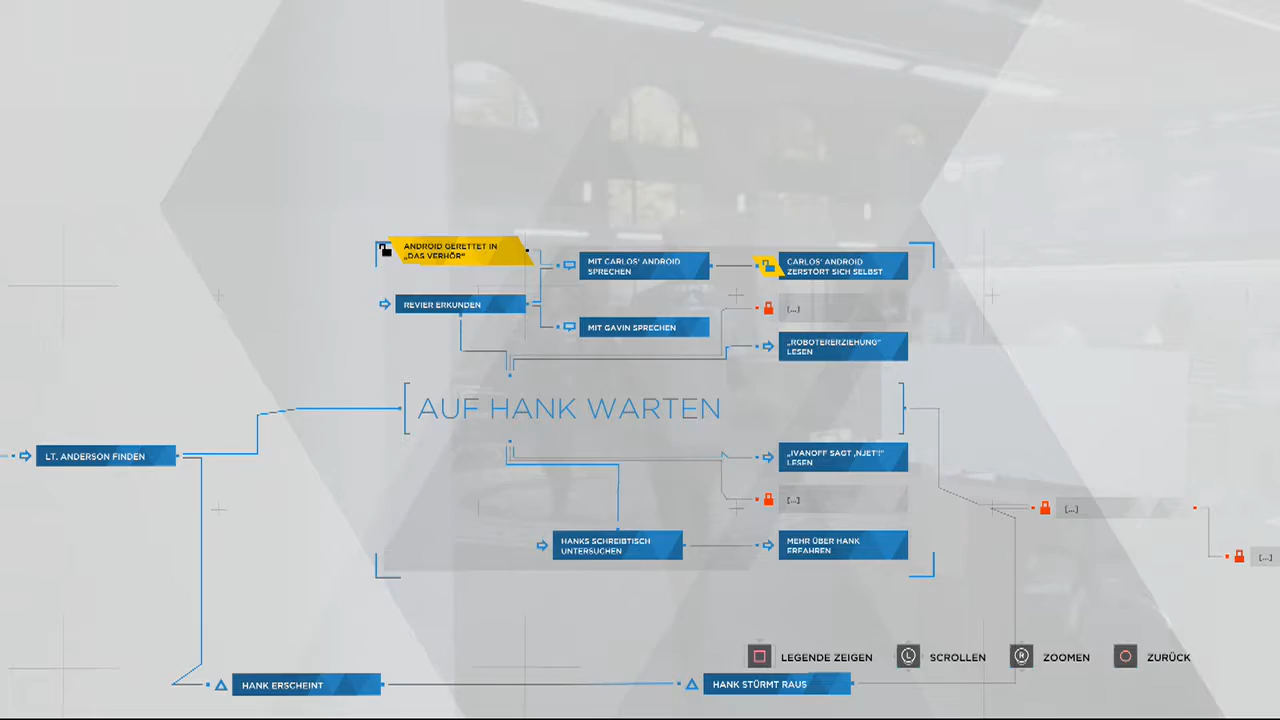 ANDROID GERETTET IN
„DAS VERHÖR“
MIT CARLOS' ANDROID
SPRECHEN
CARLOS' ANDROID
ZERSTÖRT SICH SELBST
REVIER ERKUNDEN
[...]
MIT GAVIN SPRECHEN
„ROBOTERERZIEHUNG“
LESEN
AUF HANK WARTEN
LT. ANDERSON FINDEN
„IVANOFF SAGT ‚NJET'!“
LESEN
[...]
[...]
HANKS SCHREIBTISCH
UNTERSUCHEN
MEHR ÜBER HANK
ERFAHREN
[...]
L
LEGENDE ZEIGEN
SCROLLEN
R
ZOOMEN
ZURÜCK
HANK ERSCHEINT
HANK STÜRMT RAUS